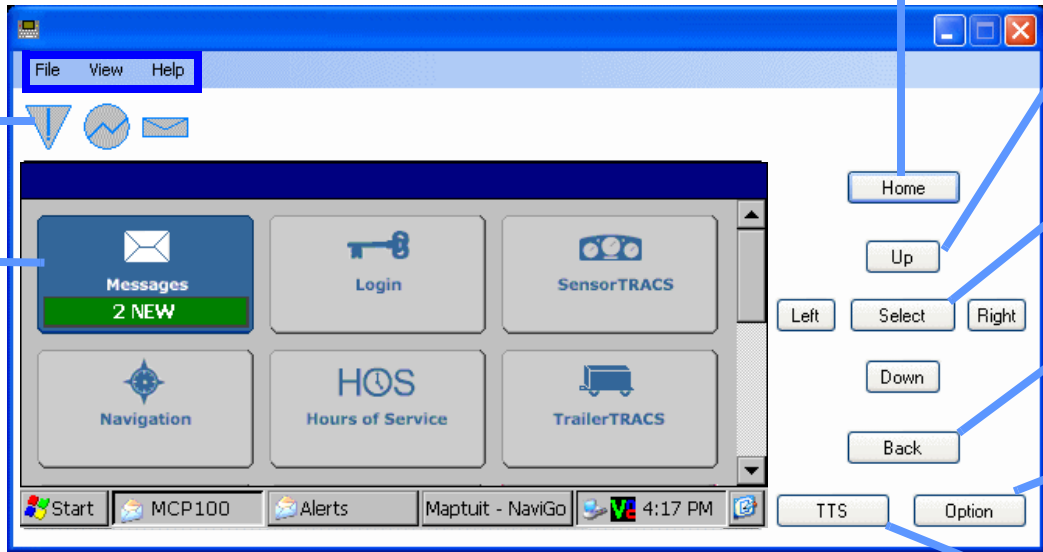 File View Help
Home
Up
Messages
2 NEW
Login
SensorTRACS
Left Select Right
Down
Navigation
HOS
Hours of Service
TrailerTRACS
Back
Start MCP100 Alerts Maptuit - NaviGo 4:17 PM
TTS Option